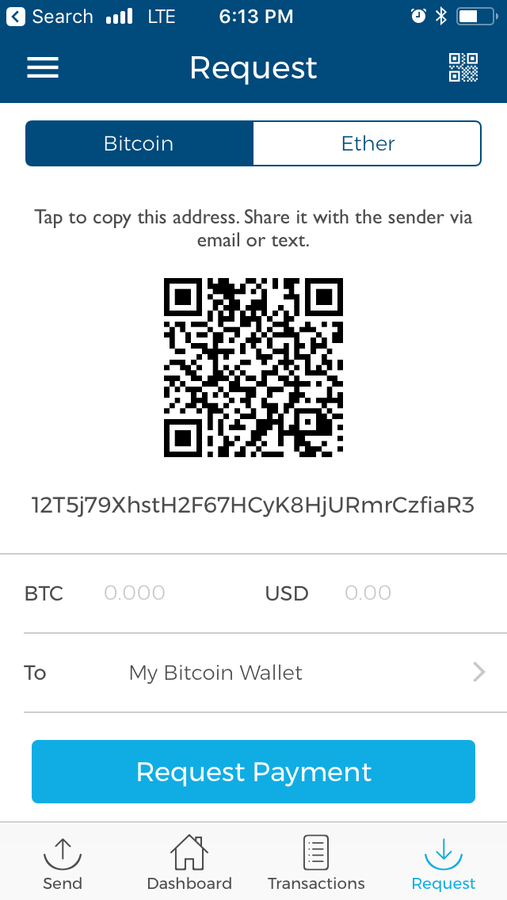 Search LTE 6:13 PM
Request
Bitcoin Ether
Tap to copy this address. Share it with the sender via
email or text.
12T5j79XhstH2F67HCyK8HjURmrCzfiaR3
BTC 0.000 USD 0.00
To My Bitcoin Wallet
Request Payment
Send Dashboard Transactions Request